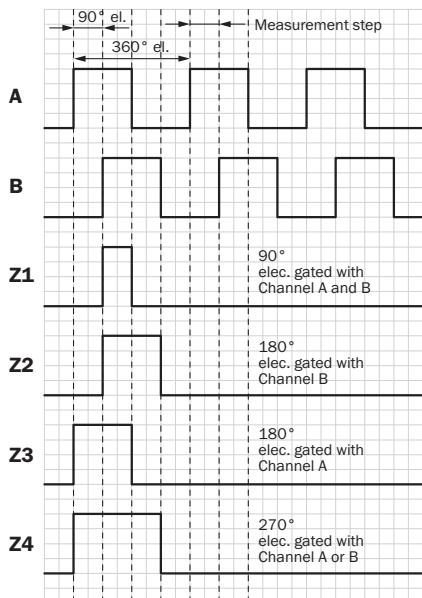 90° el.
Measurement step
360° el.
A
B
Z1
90°
elec. gated with
Channel A and B
Z2
180°
elec. gated with
Channel B
Z3
180°
elec. gated with
Channel A
Z4
270°
elec. gated with
Channel A or B